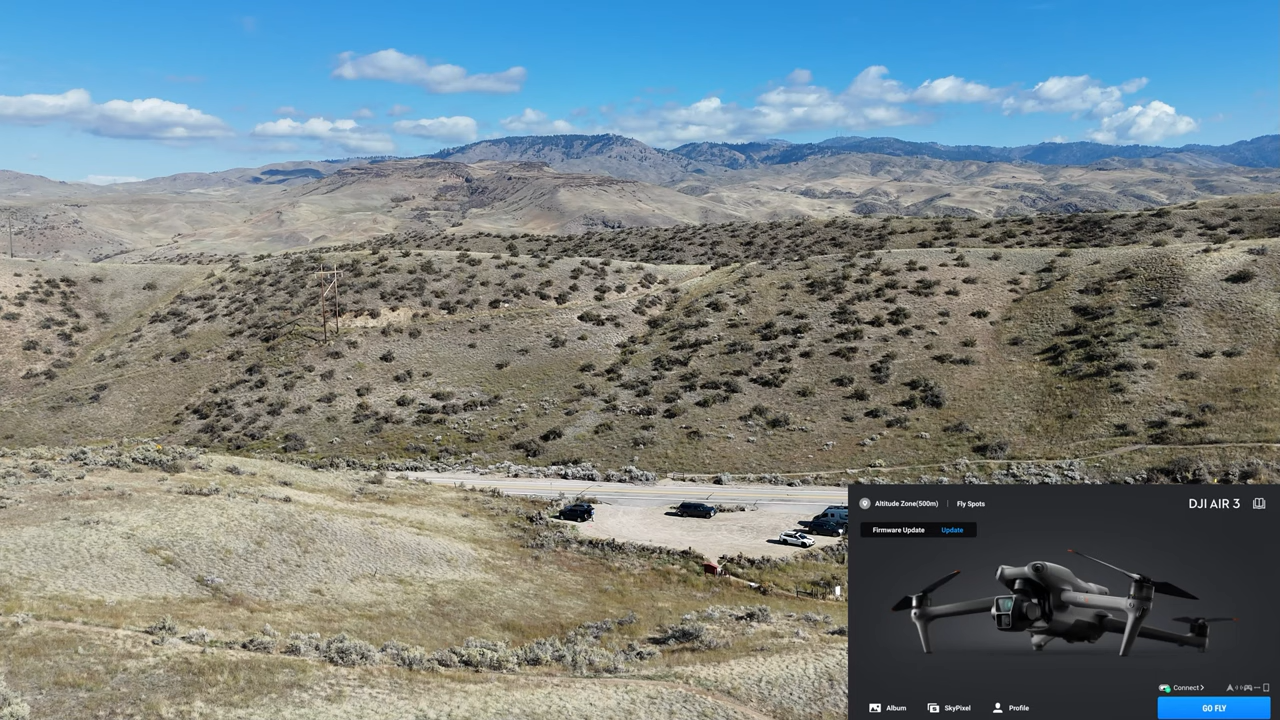 Altitude Zone(500m) Fly Spots DJI AIR 3
Firmware Update Update
Connect
Album SkyPixel Profile GO FLY